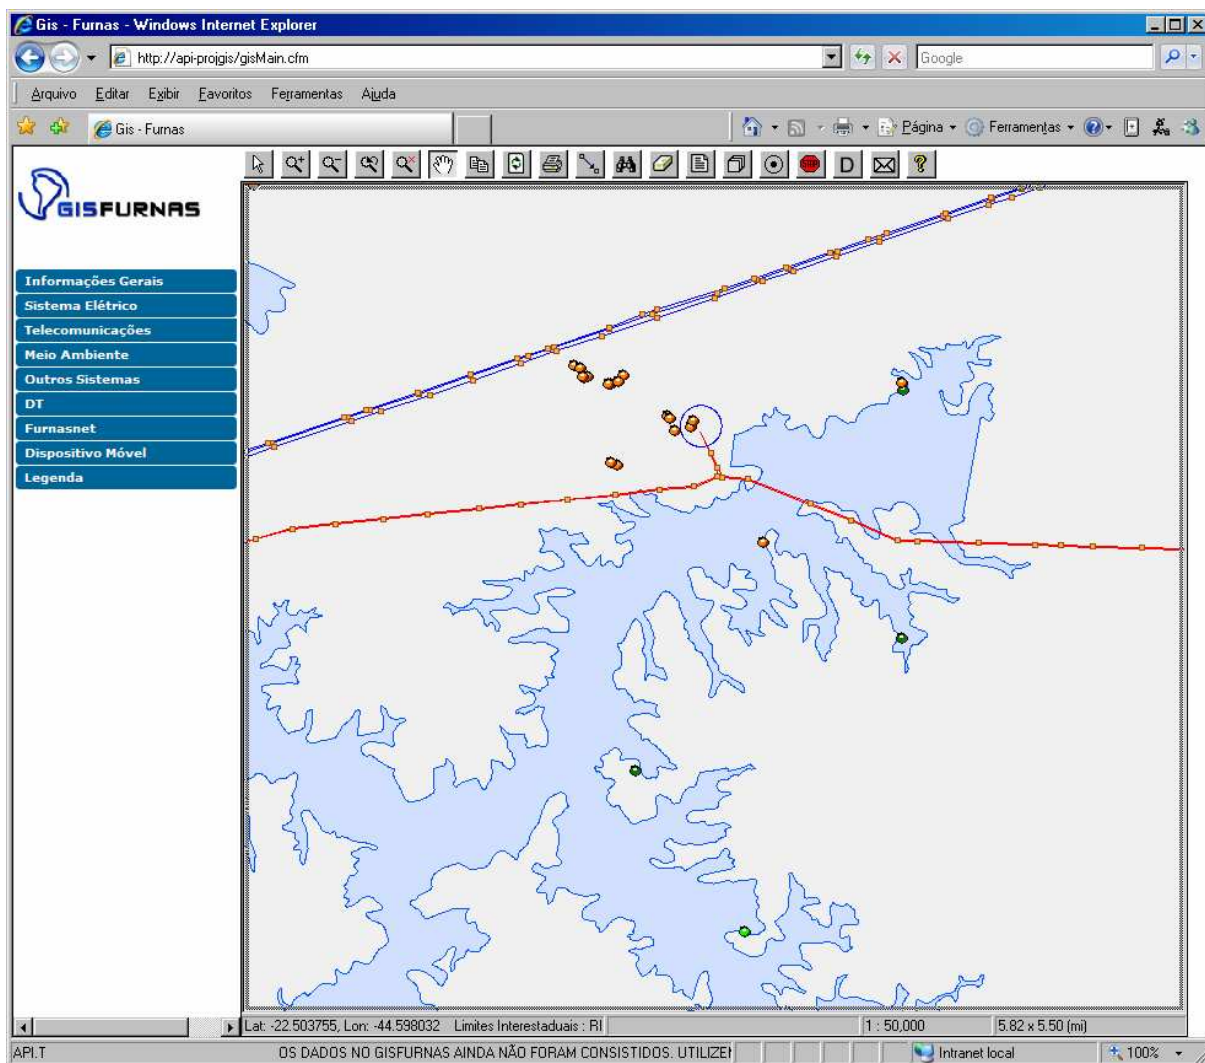 Gis - Furnas - Windows Internet Explorer
http://api-projgis/gisMain.cfm
Google
Arquivo Editar Exibir Favoritos Ferramentas Ajuda
Gis - Furnas
Página Ferramentas
GISFURNAS
STOP D ?
Informações Gerais
Sistema Elétrico
Telecomunicações
Meio Ambiente
Outros Sistemas
DT
Furnasnet
Dispositivo Móvel
Legenda
Lat: -22.503755, Lon: -44.598032 Limites Interestaduais : RI 1 : 50,000 5.82 x 5.50 (mi)
API.T OS DADOS NO GISFURNAS AINDA NÃO FORAM CONSISTIDOS. UTILIZE Intranet local 100%